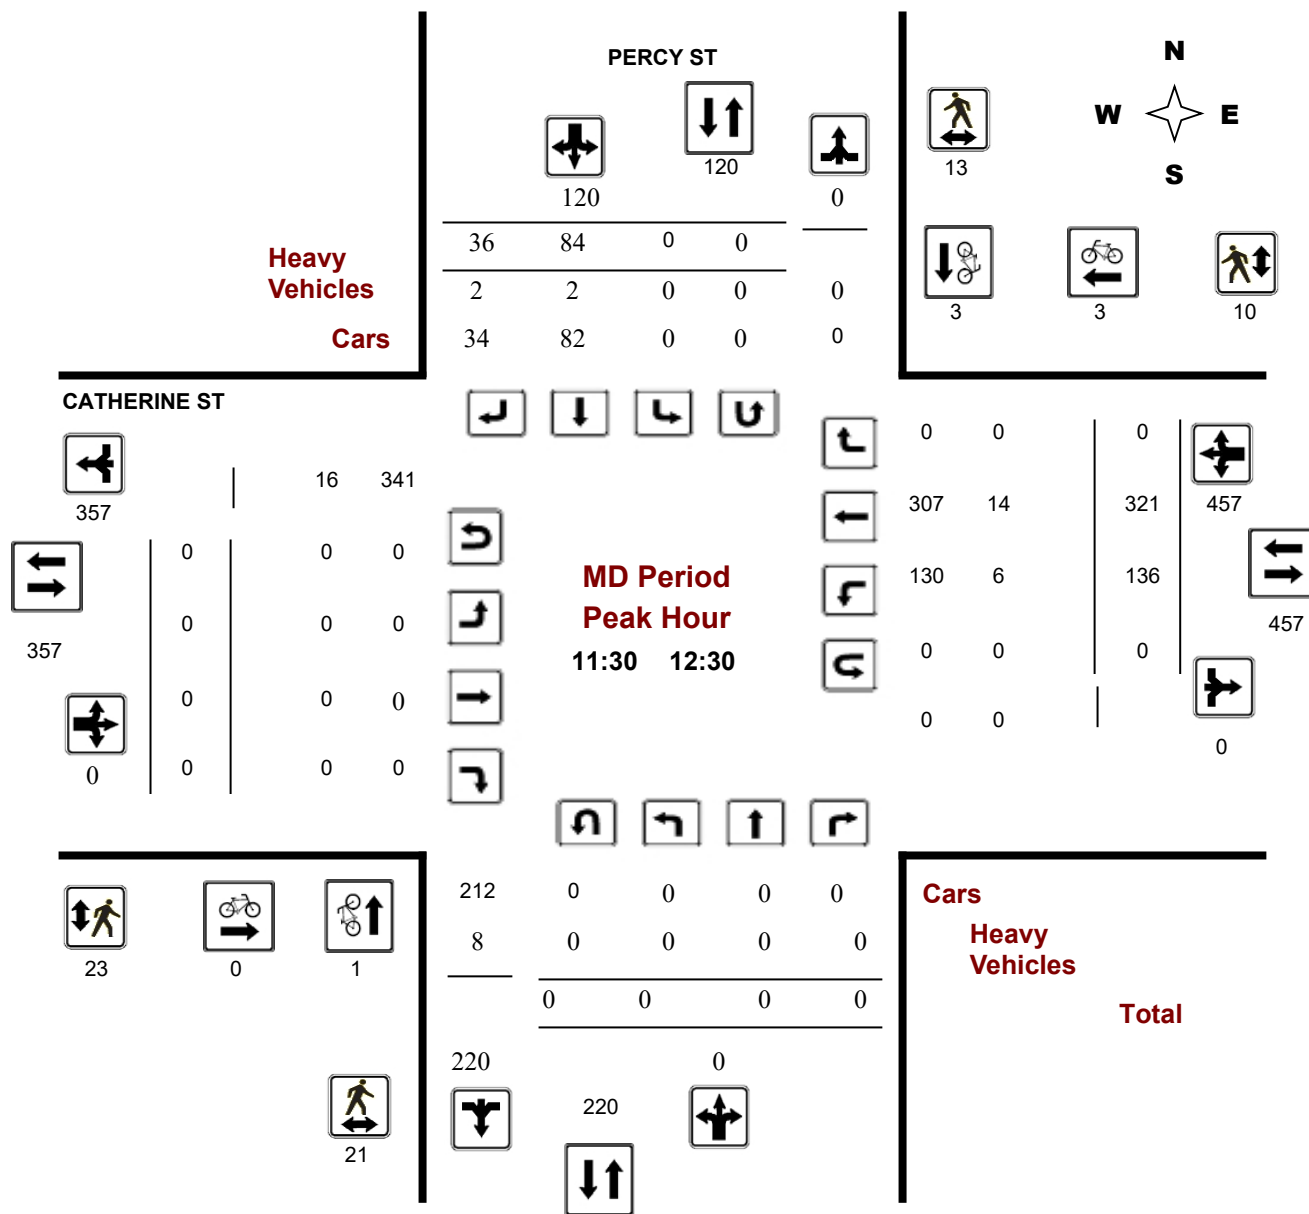 PERCY ST
N
W E
S
120
13
120 0
36 84 0 0
Heavy
Vehicles
2 2 0 0 0
3 3 10
Cars
34 82 0 0 0
CATHERINE ST
0 0 0
16 341
357
307 14 321 457
0 0 0
MD Period
130 6 136
0 0 0
Peak Hour
457
357
11:30 12:30
0 0 0
0 0 0
0 0
0
0
0 0 0
212 0 0 0 0
Cars
8 0 0 0 0
Heavy
Vehicles
23 0 1
0 0 0 0
Total
220 0
220
21